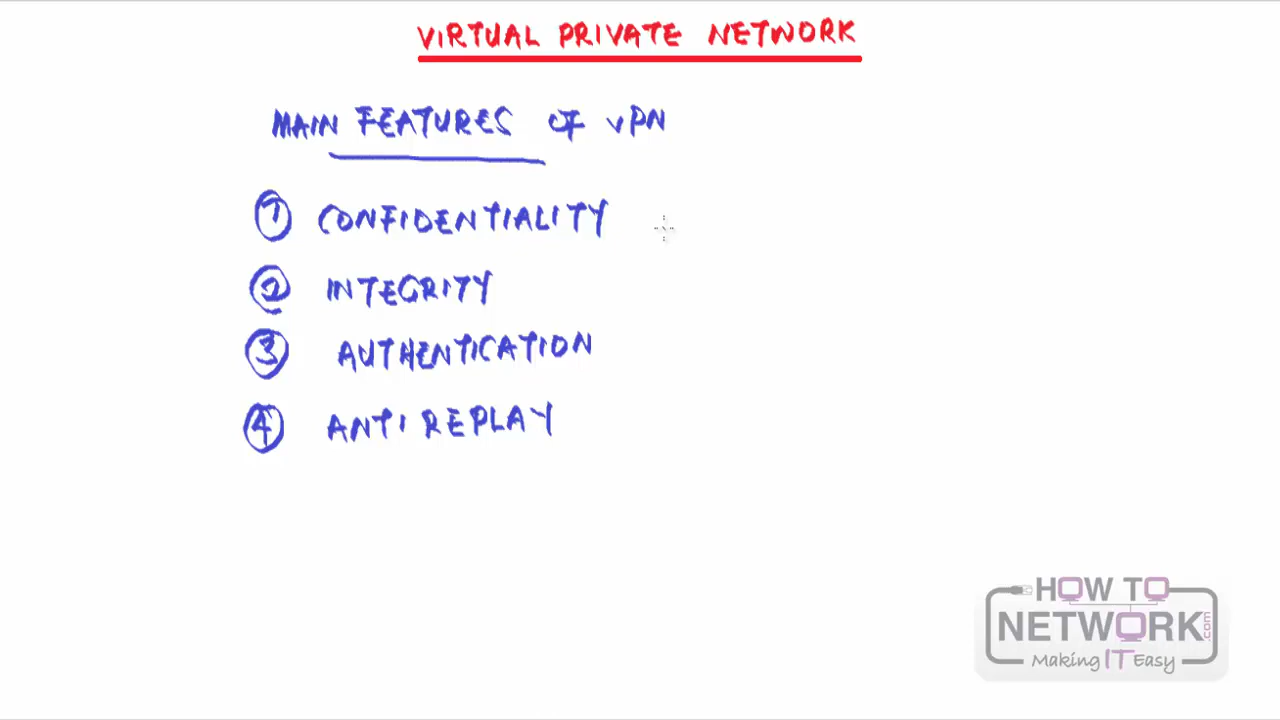 VIRTUAL PRIVATE NETWORK
MAIN FEATURES OF VPN
1 CONFIDENTIALITY
2 INTEGRITY
3 AUTHENTICATION
4 ANTI REPLAY
HOW TO
NETWORK.com
Making IT Easy